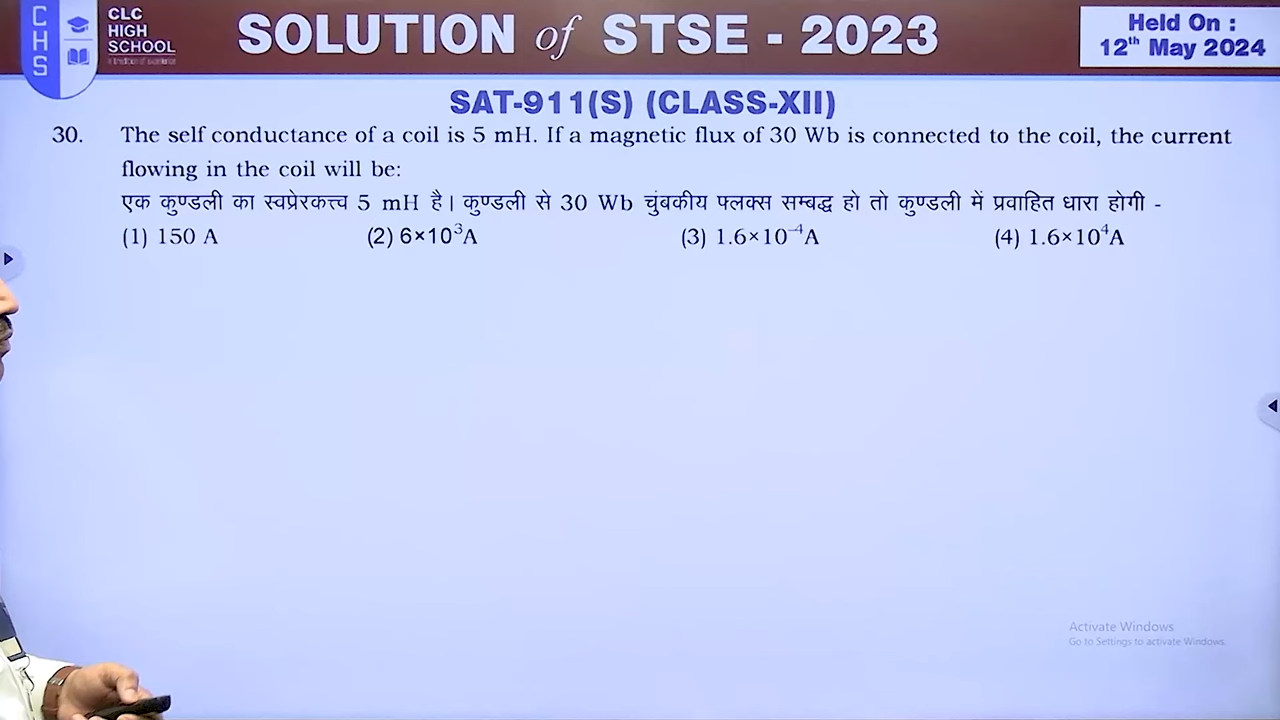 CHS
CLC
HIGH
SCHOOL
a tradition of excellence
SOLUTION of STSE - 2023
Held On :
12th May 2024
SAT-911(S) (CLASS-XII)
30. The self conductance of a coil is 5 mH. If a magnetic flux of 30 Wb is connected to the coil, the current
flowing in the coil will be:
एक कुण्डली का स्वप्रेरकत्त्व 5 mH है। कुण्डली से 30 Wb चुंबकीय फ्लक्स सम्बद्ध हो तो कुण्डली में प्रवाहित धारा होगी -
(1) 150 A (2) 6×10³A (3) 1.6×10⁻⁴A (4) 1.6×10⁴A
Activate Windows
Go to Settings to activate Windows.